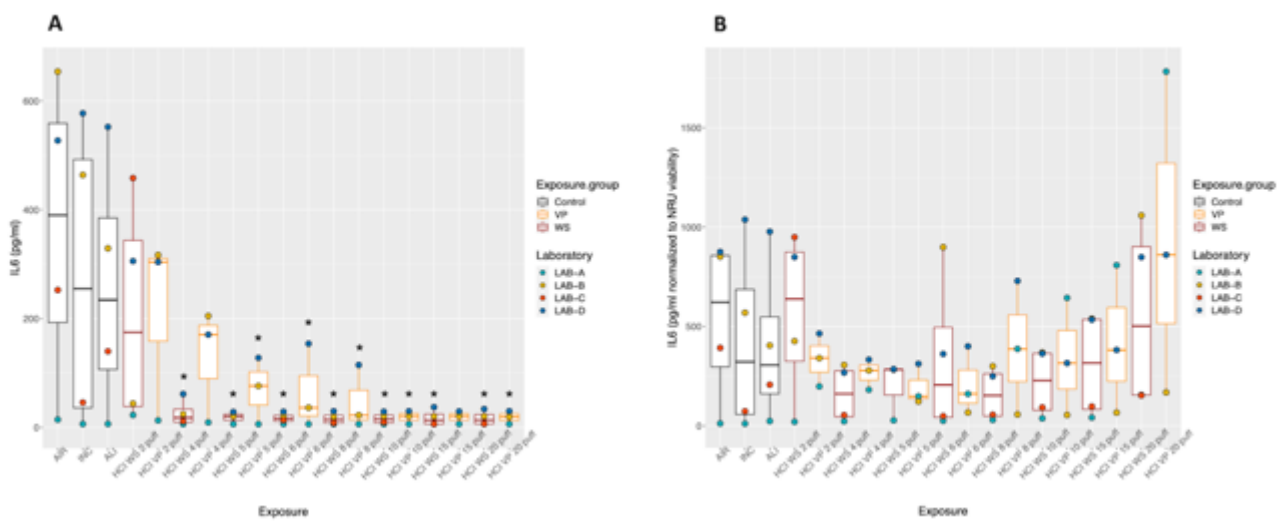 A
600
400
200
0
IL6 (pg/ml)
AIR
INC
ALI
HCI WS 2 puff
HCI VP 2 puff
HCI WS 4 puff
HCI VP 4 puff
HCI WS 5 puff
HCI VP 5 puff
HCI WS 6 puff
HCI VP 6 puff
HCI WS 8 puff
HCI VP 8 puff
HCI WS 10 puff
HCI VP 10 puff
HCI WS 15 puff
HCI VP 15 puff
HCI WS 20 puff
HCI VP 20 puff
Exposure
Exposure.group
Control
VP
WS
Laboratory
LAB-A
LAB-B
LAB-C
LAB-D
B
1500
1000
500
0
IL6 (pg/ml normalized to NRU viability)
AIR
INC
ALI
HCI WS 2 puff
HCI VP 2 puff
HCI WS 4 puff
HCI VP 4 puff
HCI WS 5 puff
HCI VP 5 puff
HCI WS 6 puff
HCI VP 6 puff
HCI WS 8 puff
HCI VP 8 puff
HCI WS 10 puff
HCI VP 10 puff
HCI WS 15 puff
HCI VP 15 puff
HCI WS 20 puff
HCI VP 20 puff
Exposure
Exposure.group
Control
VP
WS
Laboratory
LAB-A
LAB-B
LAB-C
LAB-D